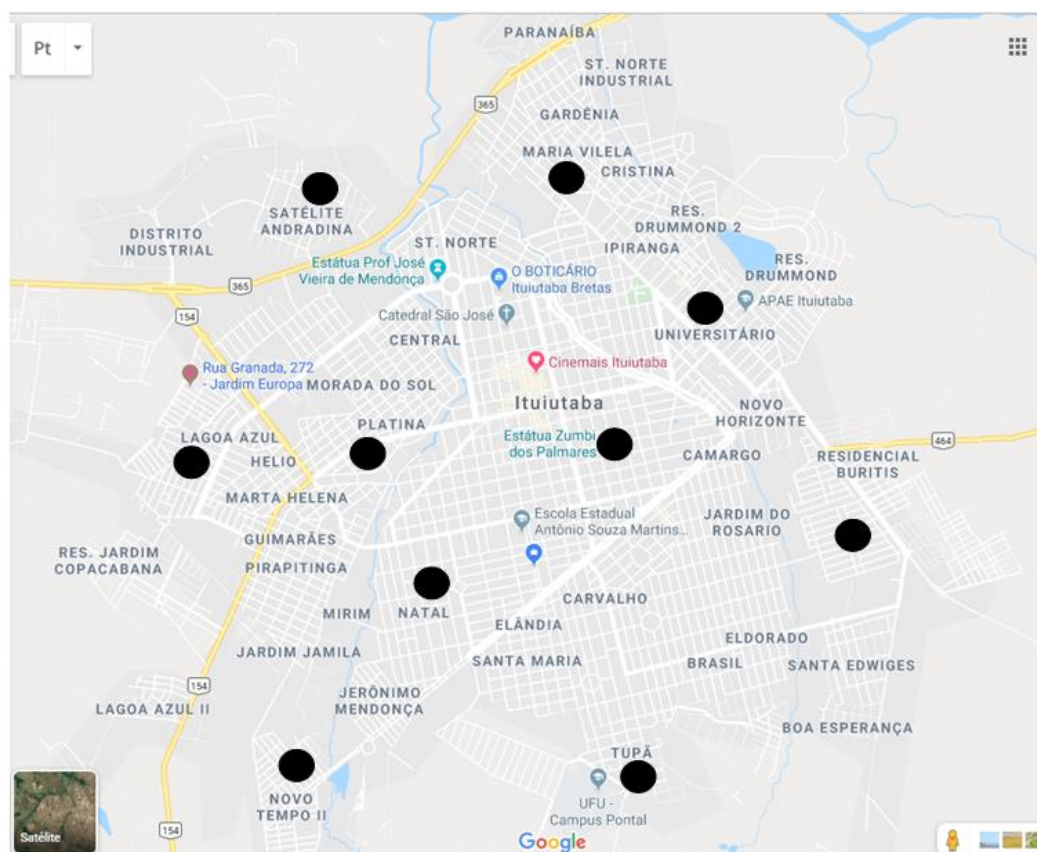 Pt
PARANAÍBA
ST. NORTE
INDUSTRIAL
365
GARDÊNIA
MARIA VILELA
CRISTINA
SATÉLITE
ANDRADINA
RES.
DRUMMOND 2
DISTRITO
INDUSTRIAL
ST. NORTE
IPIRANGA
Estátua Prof José
Vieira de Mendonça
O BOTICÁRIO
Ituiutaba Bretas
RES.
DRUMMOND
365
154
Catedral São José
APAE Ituiutaba
UNIVERSITÁRIO
CENTRAL
Cinemais Ituiutaba
Rua Granada, 272
- Jardim Europa
MORADA DO SOL
Ituiutaba
NOVO
HORIZONTE
PLATINA
LAGOA AZUL
HELIO
Estátua Zumbi
dos Palmares
464
CAMARGO
RESIDENCIAL
BURITIS
MARTA HELENA
Escola Estadual
Antônio Souza Martins...
JARDIM DO
ROSARIO
GUIMARÃES
RES. JARDIM
COPACABANA
PIRAPITINGA
MIRIM
NATAL
CARVALHO
ELÂNDIA
ELDORADO
JARDIM JAMILA
SANTA MARIA
BRASIL
SANTA EDWIGES
154
JERÔNIMO
MENDONÇA
LAGOA AZUL II
BOA ESPERANÇA
TUPÃ
NOVO
TEMPO II
UFU -
Campus Pontal
154
Satélite
Google